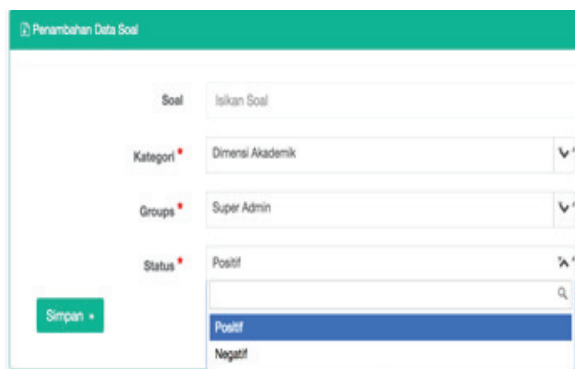 Penambahan Data Soal
Soal Isikan Soal
Kategori * Dimensi Akademik
Groups * Super Admin
Status * Positif
Simpan »
Positif
Negatif